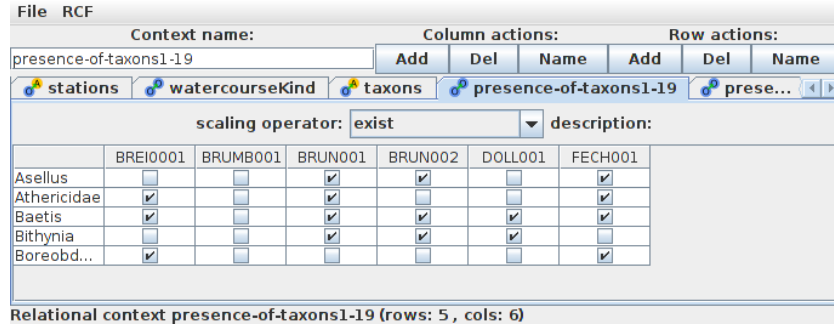 File RCF
Context name: Column actions: Row actions:
presence-of-taxons1-19 Add Del Name Add Del Name
stations watercourseKind taxons presence-of-taxons1-19 prese...
scaling operator: exist description:
BREI0001 BRUMB001 BRUN001 BRUN002 DOLL001 FECH001
Asellus
Athericidae
Baetis
Bithynia
Boreobd...
Relational context presence-of-taxons1-19 (rows: 5 , cols: 6)